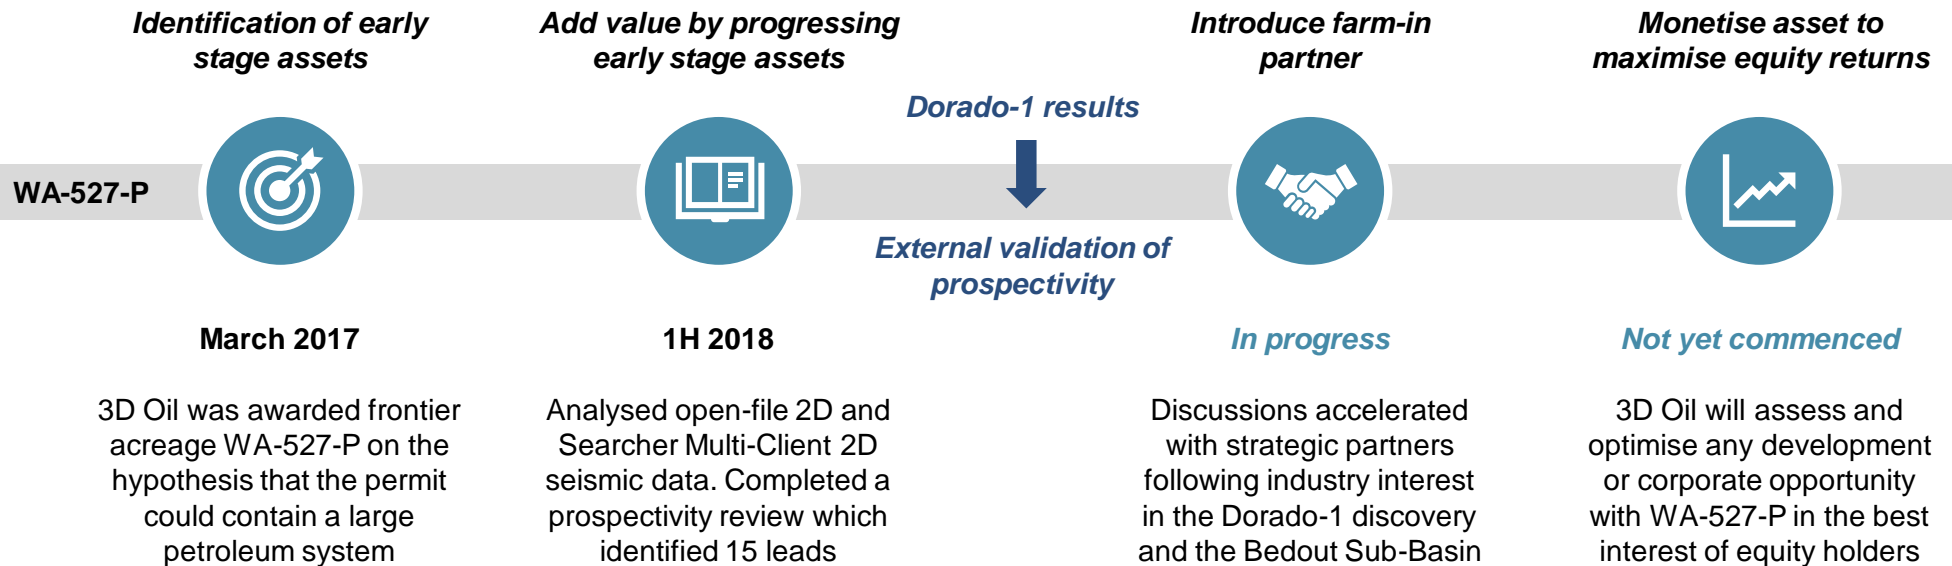 Identification of early
stage assets
Add value by progressing
early stage assets
Introduce farm-in
partner
Monetise asset to
maximise equity returns
Dorado-1 results
WA-527-P
External validation of
prospectivity
March 2017
3D Oil was awarded frontier
acreage WA-527-P on the
hypothesis that the permit
could contain a large
petroleum system
1H 2018
Analysed open-file 2D and
Searcher Multi-Client 2D
seismic data. Completed a
prospectivity review which
identified 15 leads
In progress
Discussions accelerated
with strategic partners
following industry interest
in the Dorado-1 discovery
and the Bedout Sub-Basin
Not yet commenced
3D Oil will assess and
optimise any development
or corporate opportunity
with WA-527-P in the best
interest of equity holders